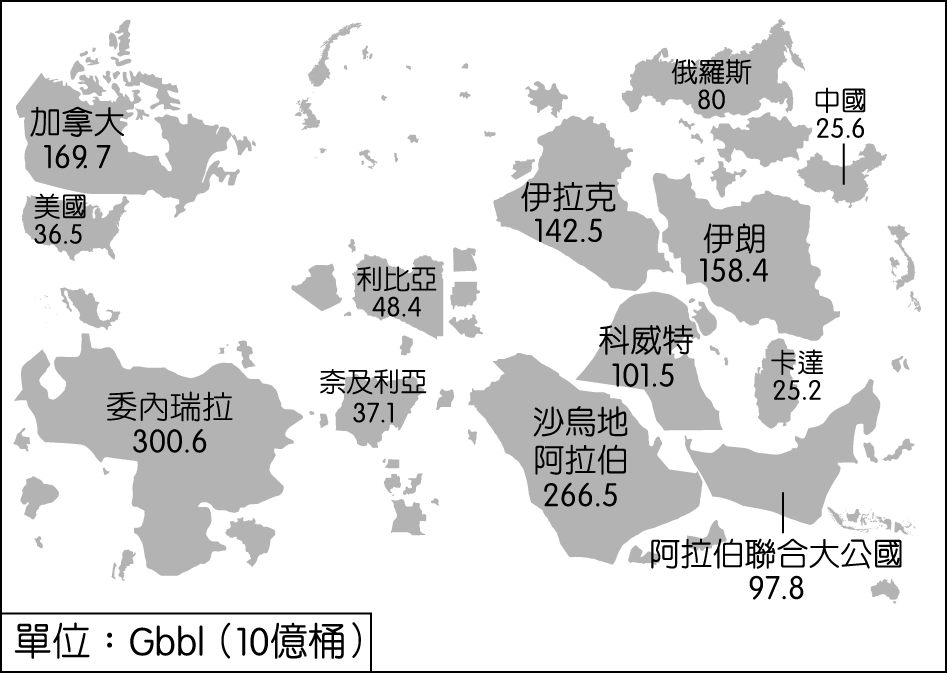 加拿大
169.7
美國
36.5
俄羅斯
80
中國
25.6
伊拉克
142.5
伊朗
158.4
利比亞
48.4
科威特
101.5
卡達
25.2
奈及利亞
37.1
委內瑞拉
300.6
沙烏地
阿拉伯
266.5
阿拉伯聯合大公國
97.8
單位：Gbbl（10億桶）